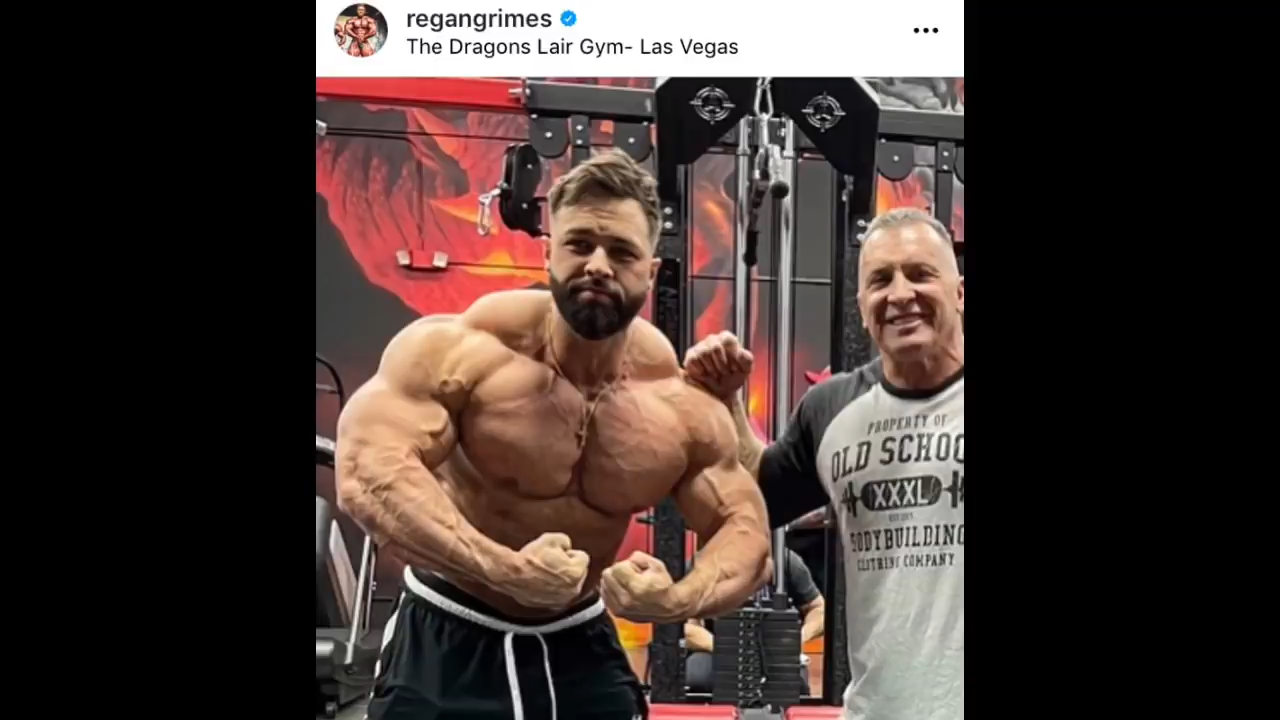 regangrimes
The Dragons Lair Gym- Las Vegas
PROPERTY OF
OLD SCHOO
XXXL
BODYBUILDING
CLOTHING COMPANY